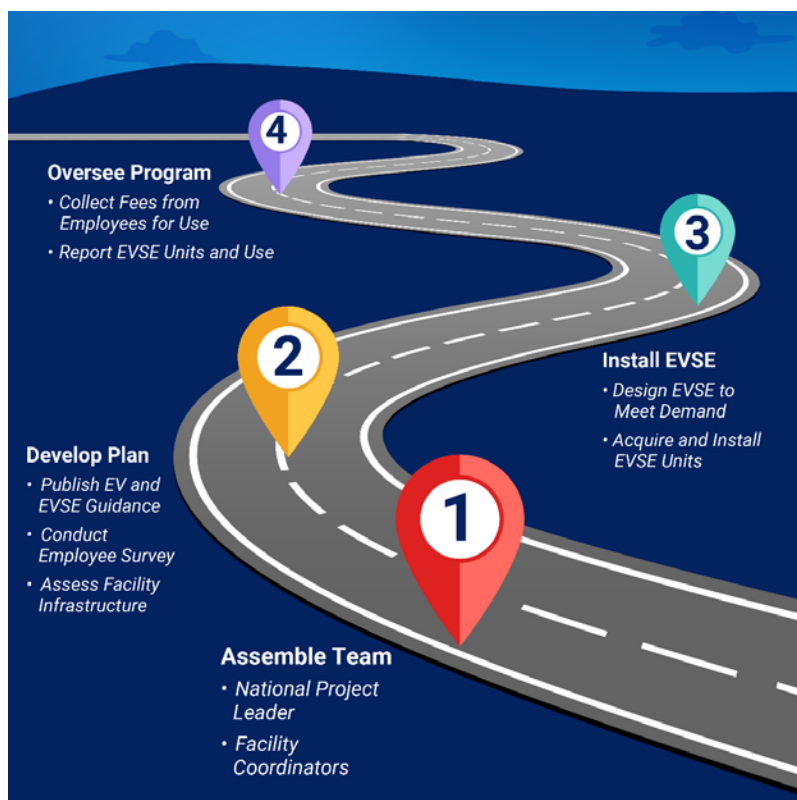 4
Oversee Program
• Collect Fees from
Employees for Use
• Report EVSE Units and Use
3
Install EVSE
• Design EVSE to
Meet Demand
• Acquire and Install
EVSE Units
2
Develop Plan
• Publish EV and
EVSE Guidance
• Conduct
Employee Survey
• Assess Facility
Infrastructure
1
Assemble Team
• National Project
Leader
• Facility
Coordinators